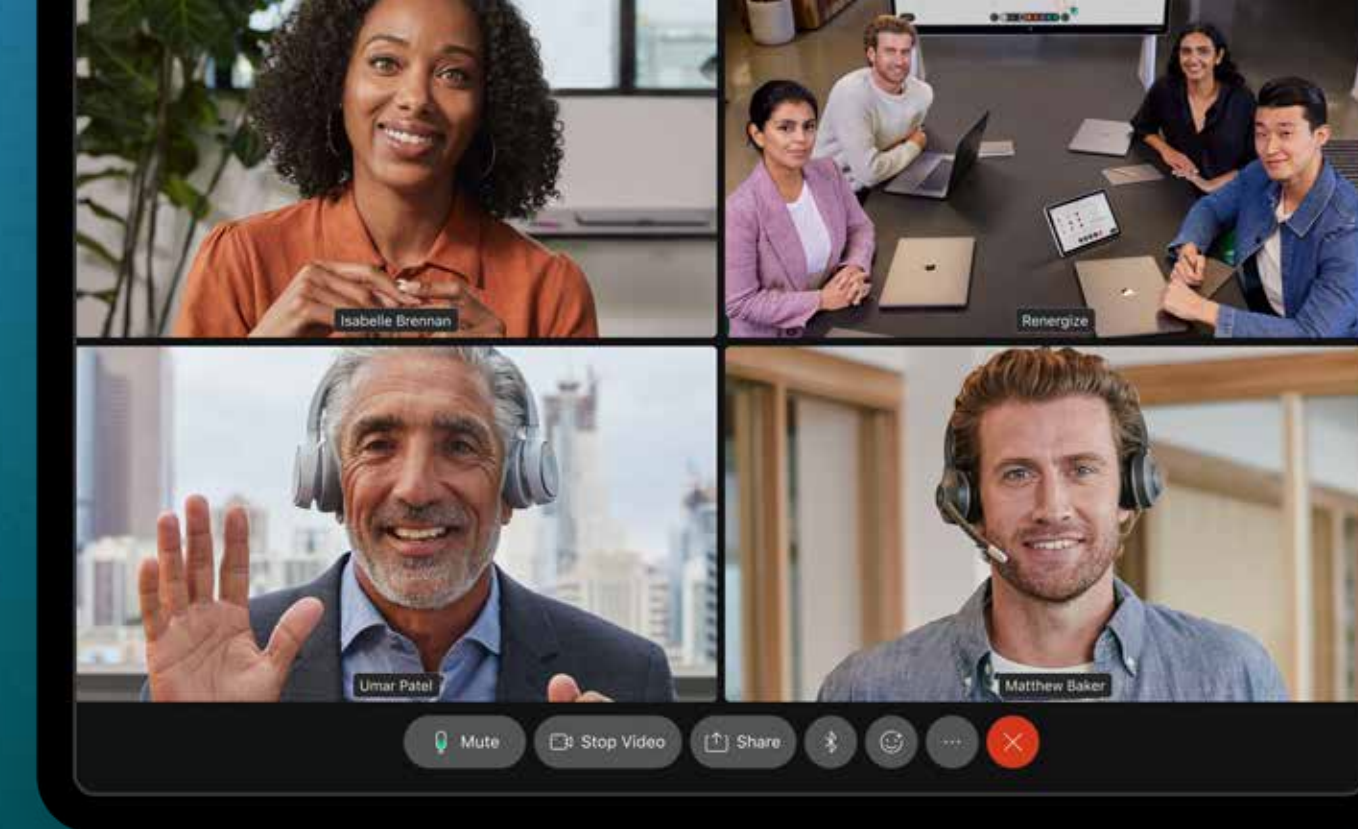 Isabelle Brennan
Renergize
Umar Patel
Matthew Baker
Mute
Stop Video
Share